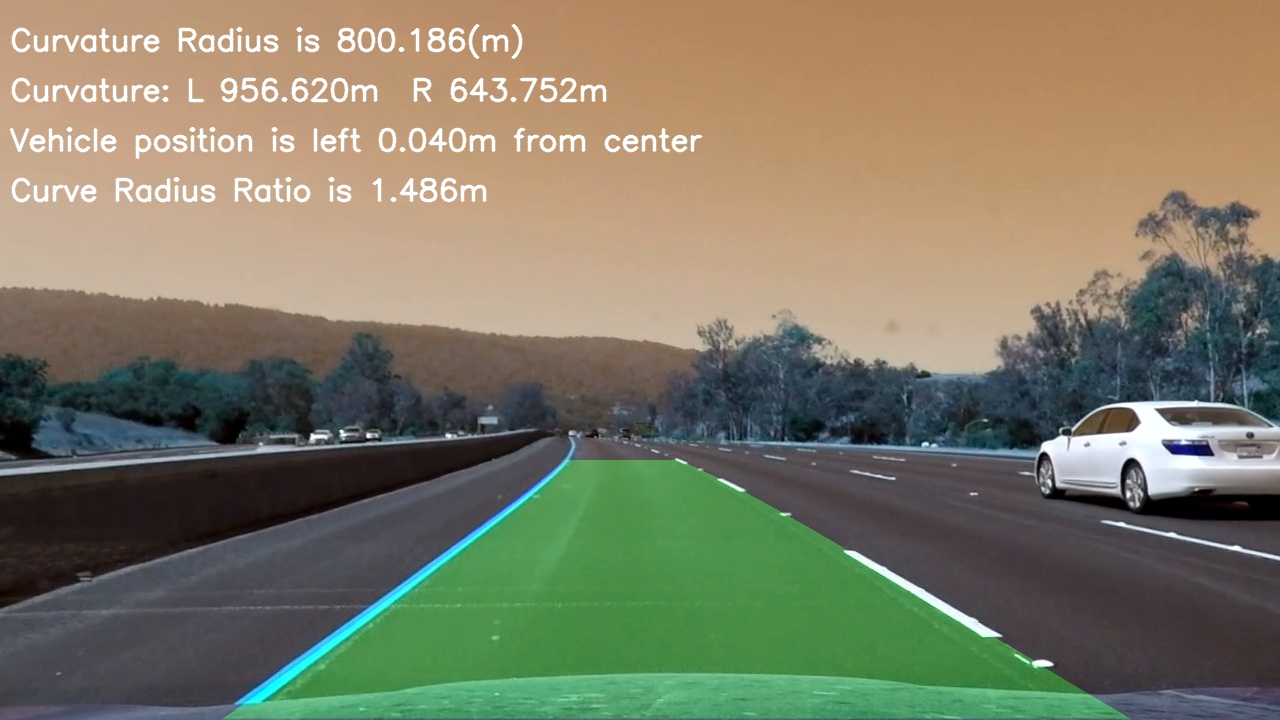 Curvature Radius is 800.186(m)
Curvature: L 956.620m R 643.752m
Vehicle position is left 0.040m from center
Curve Radius Ratio is 1.486m